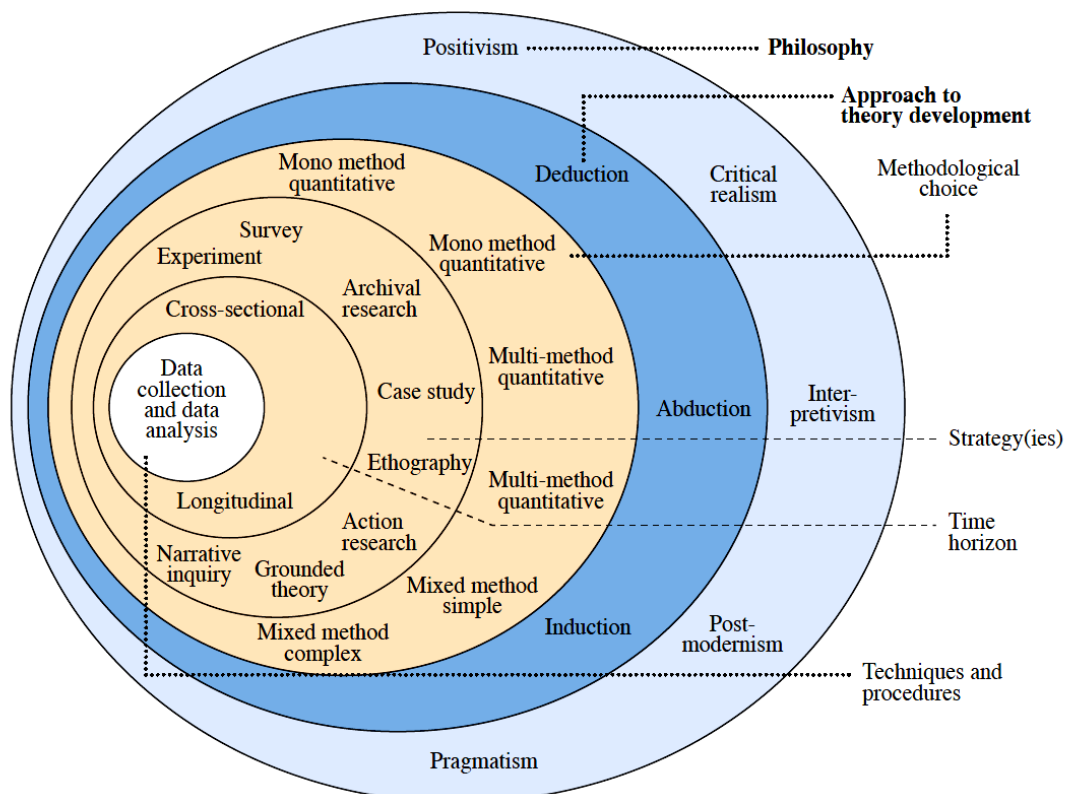 Positivism
Philosophy
Approach to
theory development
Deduction
Critical
realism
Methodological
choice
Mono method
quantitative
Survey
Experiment
Mono method
quantitative
Cross-sectional
Archival
research
Data
collection and data
analysis
Multi-method
quantitative
Case study
Abduction
Inter-
pretivism
Strategy(ies)
Ethography
Multi-method
quantitative
Longitudinal
Action
research
Time
horizon
Narrative
inquiry
Grounded
theory
Mixed method
simple
Mixed method
complex
Induction
Post-
modernism
Techniques and
procedures
Pragmatism